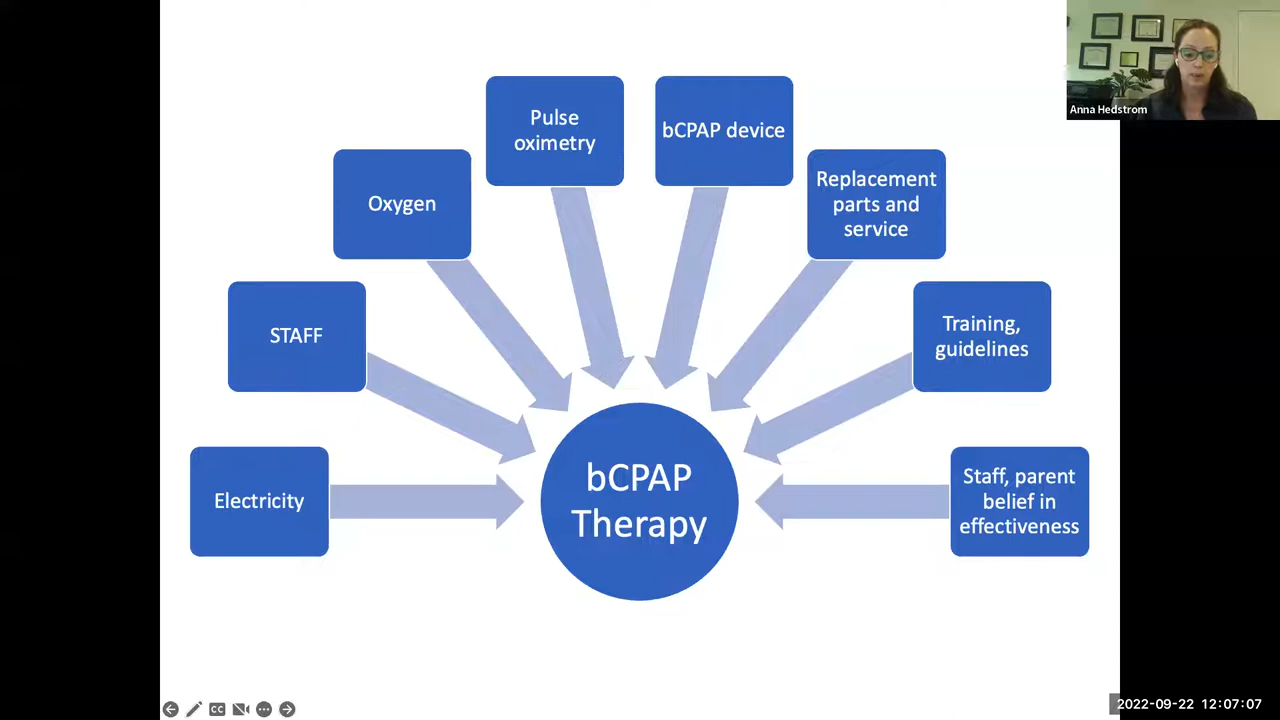 Anna Hedstrom
Pulse
oximetry
bCPAP device
Oxygen
Replacement
parts and
service
STAFF
Training,
guidelines
Electricity
bCPAP
Therapy
Staff, parent
belief in
effectiveness
CC
2022-09-22 12:07:07